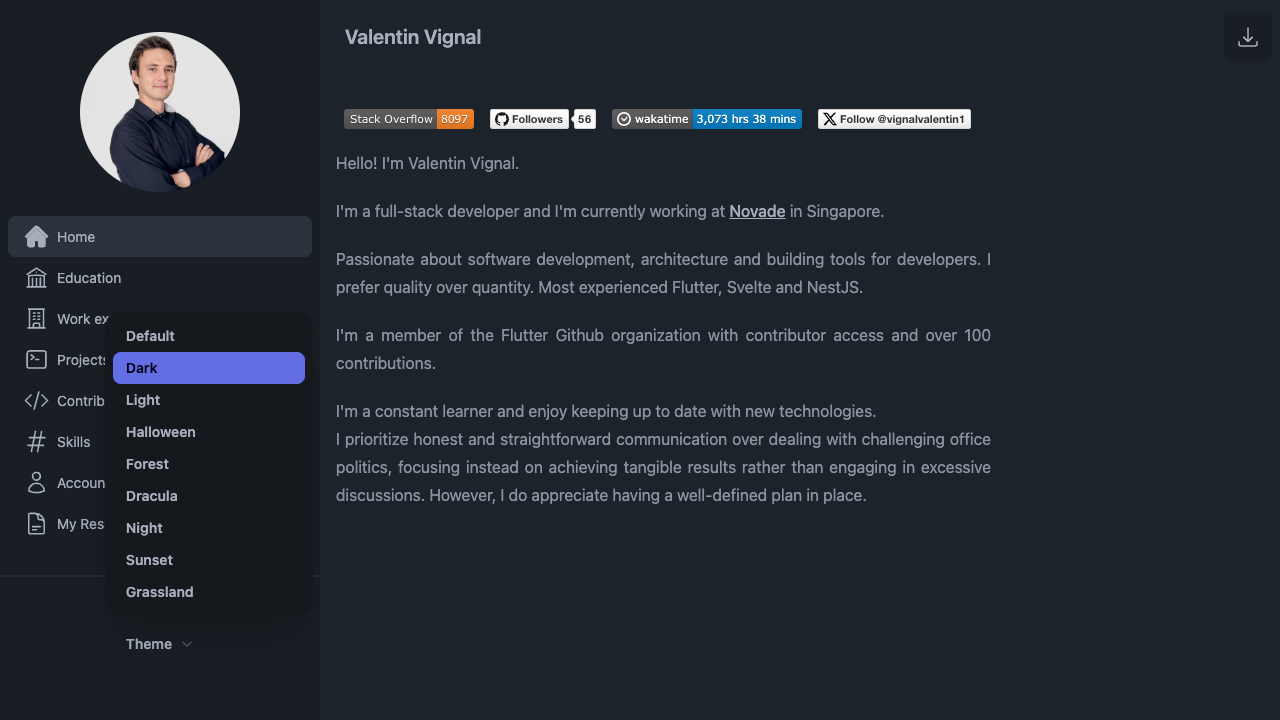 Valentin Vignal
Stack Overflow 8097
Followers 56
wakatime 3,073 hrs 38 mins
Follow @vignalvalentin1
Hello! I'm Valentin Vignal.
I'm a full-stack developer and I'm currently working at Novade in Singapore.
Passionate about software development, architecture and building tools for developers. I
prefer quality over quantity. Most experienced Flutter, Svelte and NestJS.
I'm a member of the Flutter Github organization with contributor access and over 100
contributions.
I'm a constant learner and enjoy keeping up to date with new technologies.
I prioritize honest and straightforward communication over dealing with challenging office
politics, focusing instead on achieving tangible results rather than engaging in excessive
discussions. However, I do appreciate having a well-defined plan in place.
Home
Education
Work ex
Projects
Contrib
Skills
Accoun
My Res
Default
Dark
Light
Halloween
Forest
Dracula
Night
Sunset
Grassland
Theme